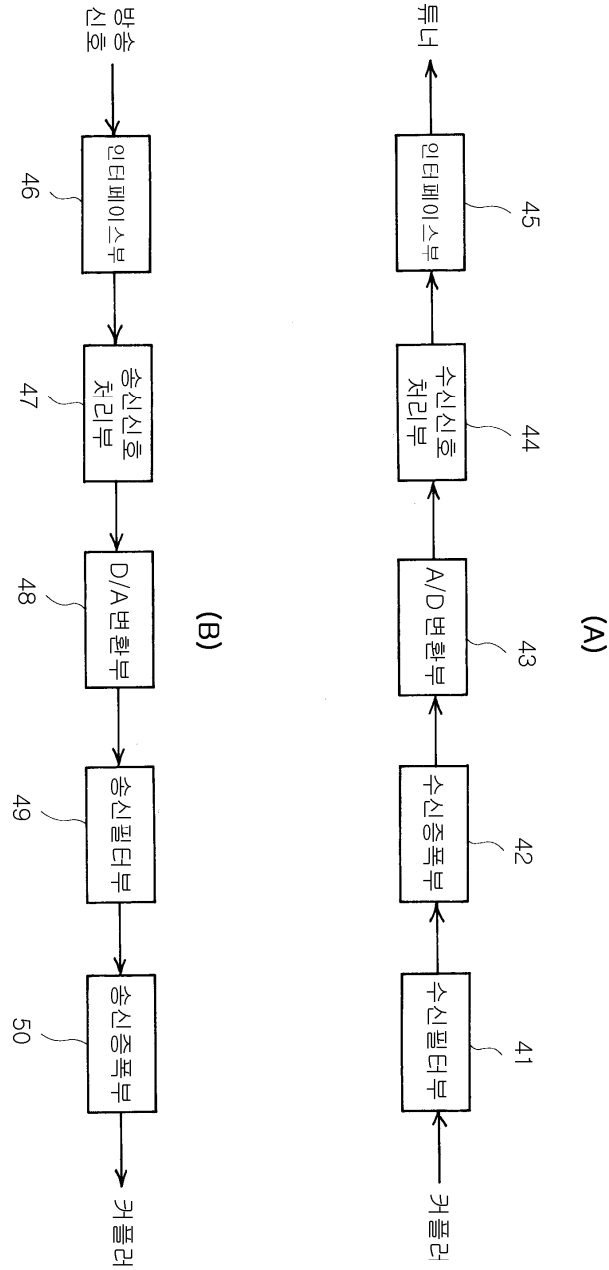 (A)
튜너
인터페이스부
45
수신신호
처리부
44
A/D변환부
43
수신증폭부
42
수신필터부
41
커플러
(B)
방송
신호
인터페이스부
46
송신신호
처리부
47
D/A변환부
48
송신필터부
49
송신증폭부
50
커플러